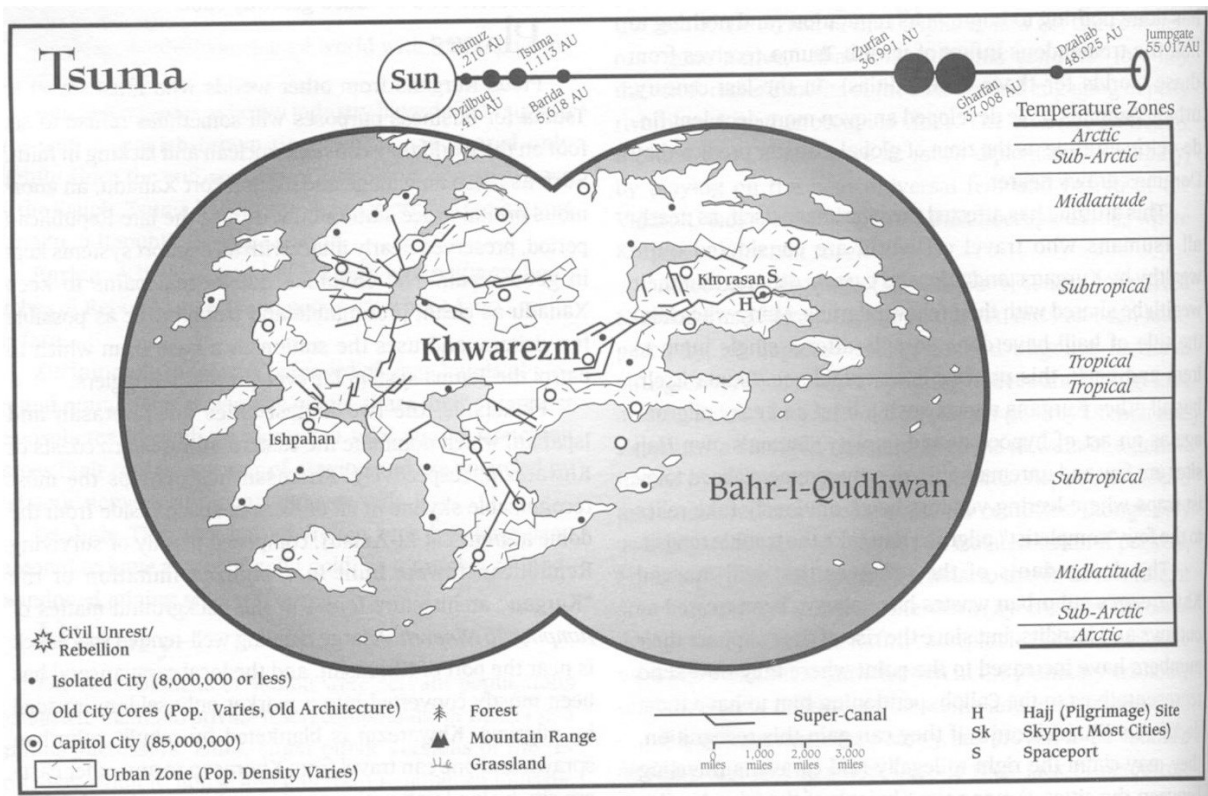 Tsuma
Sun
Tamuz
.210 AU
Tsuma
1.113 AU
Dzilbud
.410 AU
Barida
5.618 AU
Zurfan
36.991 AU
Gharfan
51.008 AU
Dzahab
48.025 AU
Jumpgate
55.017AU
Temperature Zones
Arctic
Sub-Arctic
Midlatitude
Subtropical
Tropical
Tropical
Subtropical
Midlatitude
Sub-Arctic
Arctic
Khorasan
S
H
Khwarezm
S
Ishpahan
Bahr-I-Qudhwan
Civil Unrest/
Rebellion
Isolated City (8,000,000 or less)
Old City Core (Pop. Varies, Old Architecture)
Capitol City (85,000,000)
Urban Zone (Pop. Density Varies)
Forest
Mountain Range
Grassland
Super-Canal
0 miles
1,000 miles
2,000 miles
3,000 miles
H Hajj (Pilgrimage) Site
Sk Skyport (Most Cities)
S Spaceport